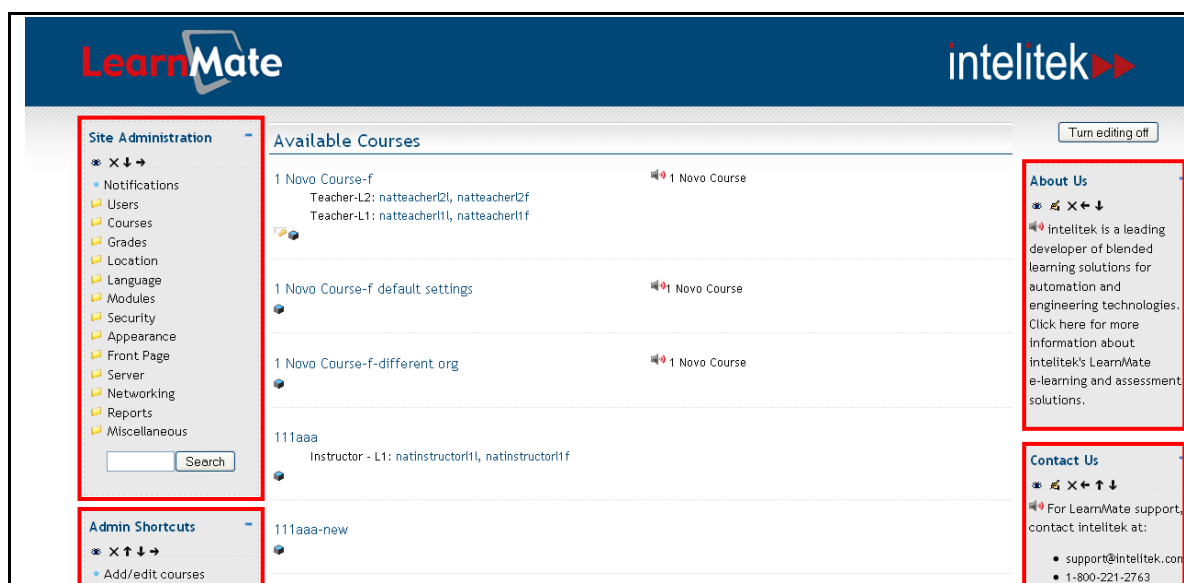 LearnMate
intelitek
Site Administration
Notifications
Users
Courses
Grades
Location
Language
Modules
Security
Appearance
Front Page
Server
Networking
Reports
Miscellaneous
Search
Admin Shortcuts
Add/edit courses
Available Courses
1 Novo Course-f
1 Novo Course
Teacher-L2: natteacherl2l, natteacherl2f
Teacher-L1: natteacherl1l, natteacherl1f
1 Novo Course-f default settings
1 Novo Course
1 Novo Course-f-different org
1 Novo Course
111aaa
Instructor - L1: natinstructorl1l, natinstructorl1f
111aaa-new
Turn editing off
About Us
intelitek is a leading
developer of blended
learning solutions for
automation and
engineering technologies.
Click here for more
information about
intelitek's LearnMate
e-learning and assessment
solutions.
Contact Us
For LearnMate support,
contact intelitek at:
support@intelitek.com
1-800-221-2763